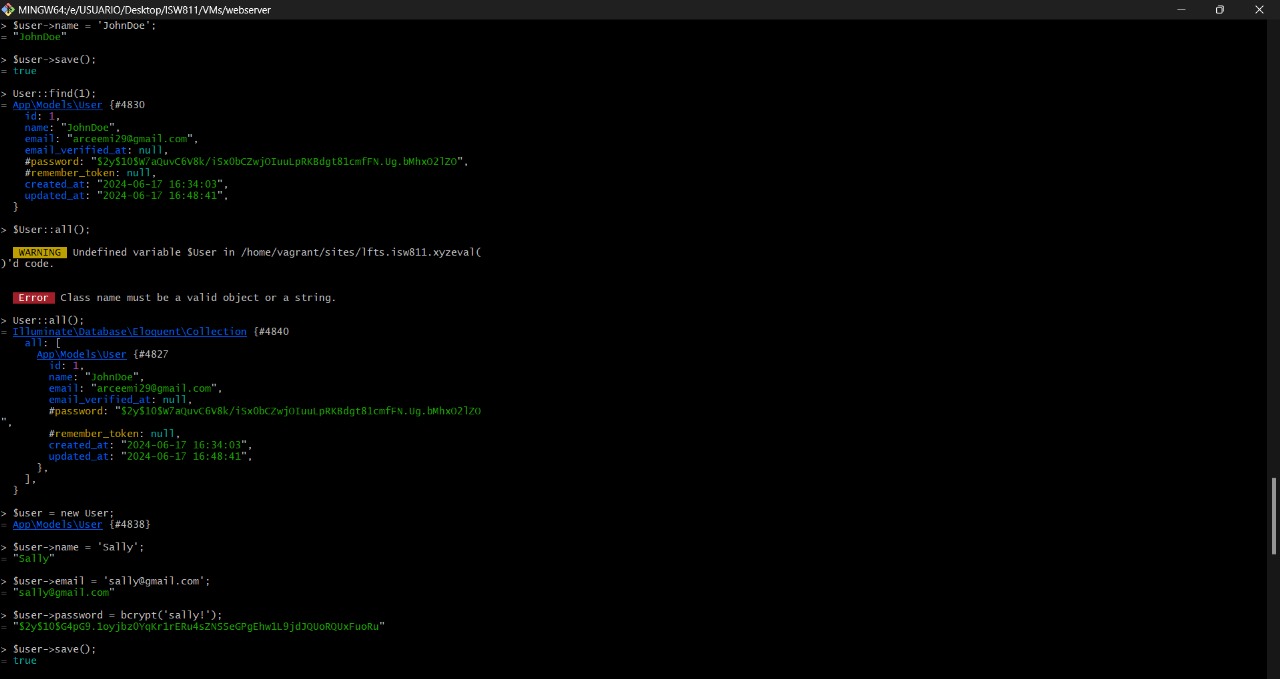 MINGW64:/e/USUARIO/Desktop/ISW811/VMs/webserver
> $user->name = 'JohnDoe';
= "JohnDoe"
> $user->save();
= true
> User::find(1);
= App\Models\User {#4830
id: 1,
name: "JohnDoe",
email: "arceemi29@gmail.com",
email_verified_at: null,
#password: "$2y$10$W7aQuvC6V8k/iSxObCZwjOIuuLpRKBdgt81cmfFN.Ug.bMhxO2lZO",
#remember_token: null,
created_at: "2024-06-17 16:34:03",
updated_at: "2024-06-17 16:48:41",
}
> $User::all();
WARNING Undefined variable $User in /home/vagrant/sites/lfts.isw811.xyzeval(
)'d code.
Error Class name must be a valid object or a string.
> User::all();
= Illuminate\Database\Eloquent\Collection {#4840
all: [
App\Models\User {#4827
id: 1,
name: "JohnDoe",
email: "arceemi29@gmail.com",
email_verified_at: null,
#password: "$2y$10$W7aQuvC6V8k/iSxObCZwjOIuuLpRKBdgt81cmfFN.Ug.bMhxO2lZO
",
#remember_token: null,
created_at: "2024-06-17 16:34:03",
updated_at: "2024-06-17 16:48:41",
},
],
}
> $user = new User;
= App\Models\User {#4838}
> $user->name = 'Sally';
= "Sally"
> $user->email = 'sally@gmail.com';
= "sally@gmail.com"
> $user->password = bcrypt('sally!');
= "$2y$10$G4pG9.1oyjbz0YqKr1rERu4sZNSSeGPgEhw1L9jdJQUoRQUxFuoRu"
> $user->save();
= true